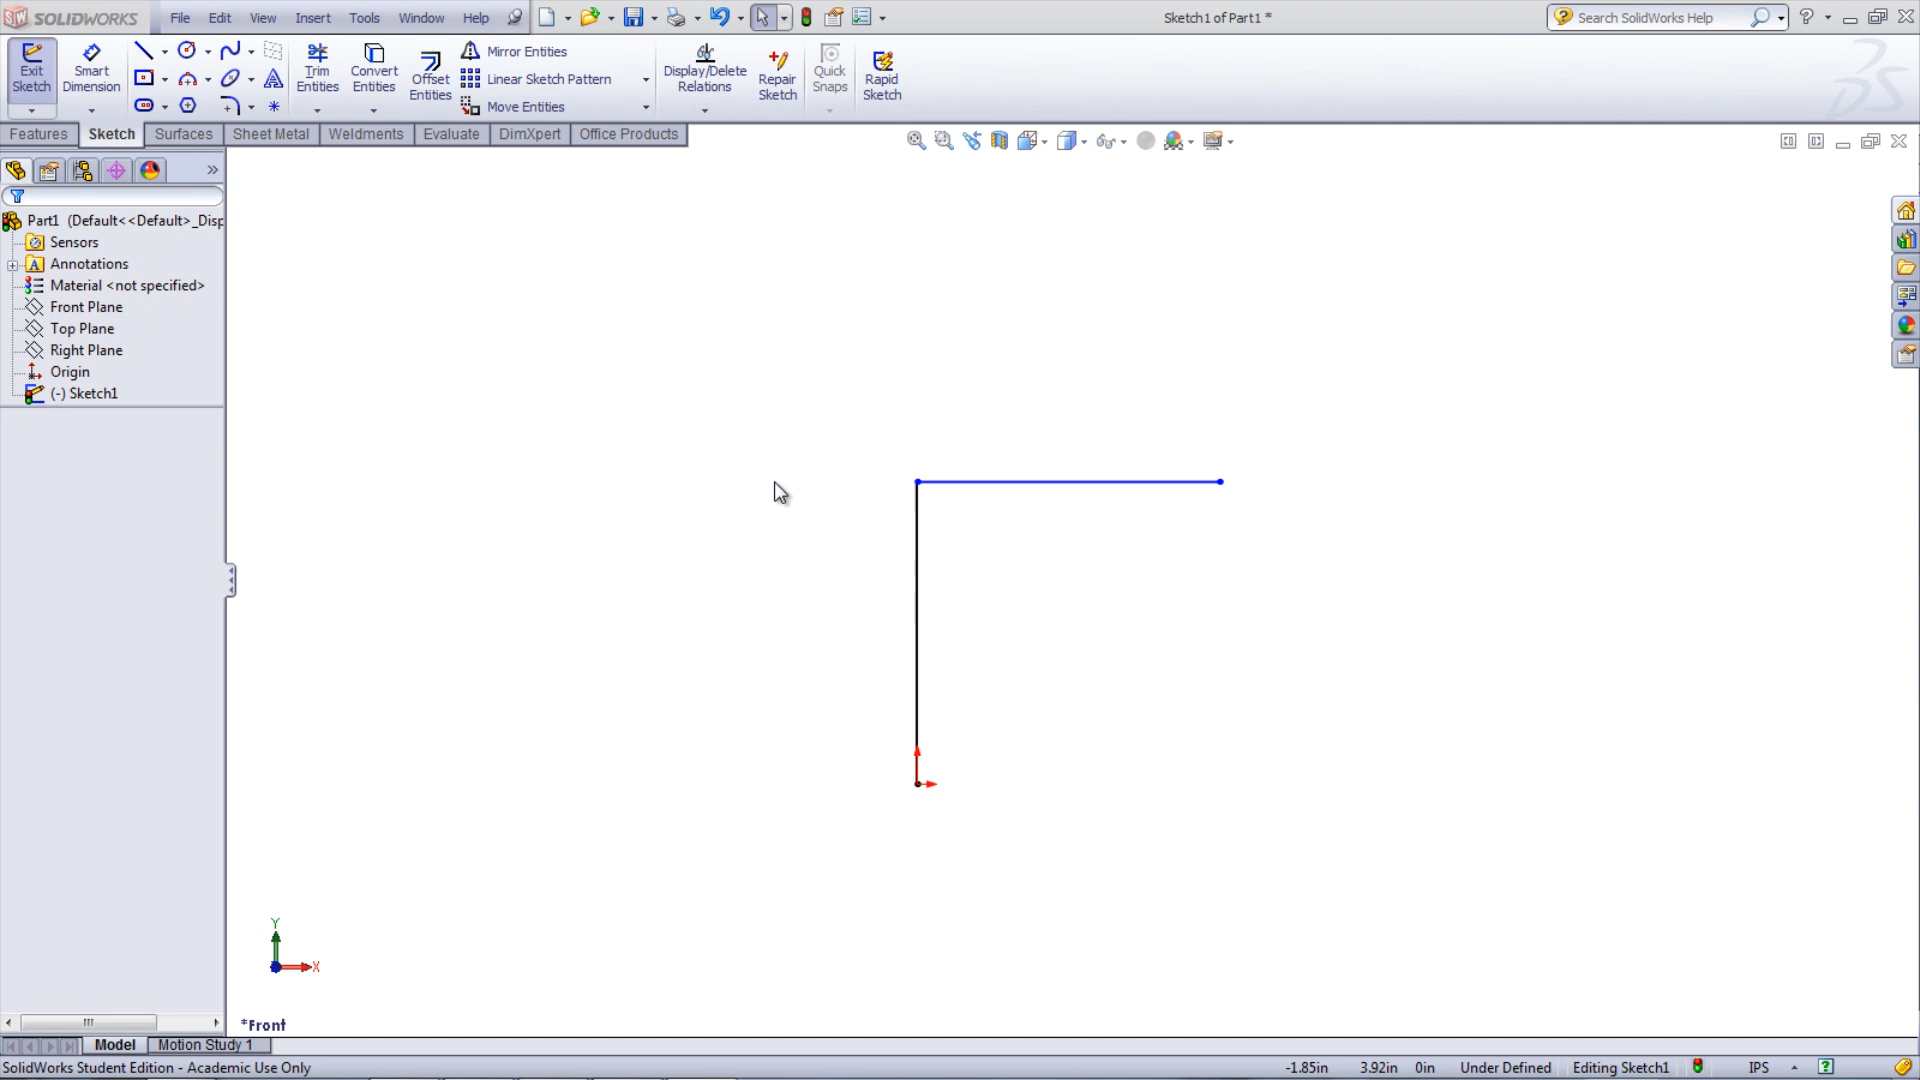 SOLIDWORKS File Edit View Insert Tools Window Help Sketch1 of Part1 * Search SolidWorks Help
Exit Sketch
Smart Dimension
Trim Entities
Convert Entities
Offset Entities
Mirror Entities
Linear Sketch Pattern
Move Entities
Display/Delete Relations
Repair Sketch
Quick Snaps
Rapid Sketch
Features Sketch Surfaces Sheet Metal Weldments Evaluate DimXpert Office Products
Part1 (Default<<Default>_Disp
Sensors
Annotations
Material <not specified>
Front Plane
Top Plane
Right Plane
Origin
(-) Sketch1
Y
X
*Front
Model Motion Study 1
SolidWorks Student Edition - Academic Use Only -1.85in 3.92in 0in Under Defined Editing Sketch1 IPS